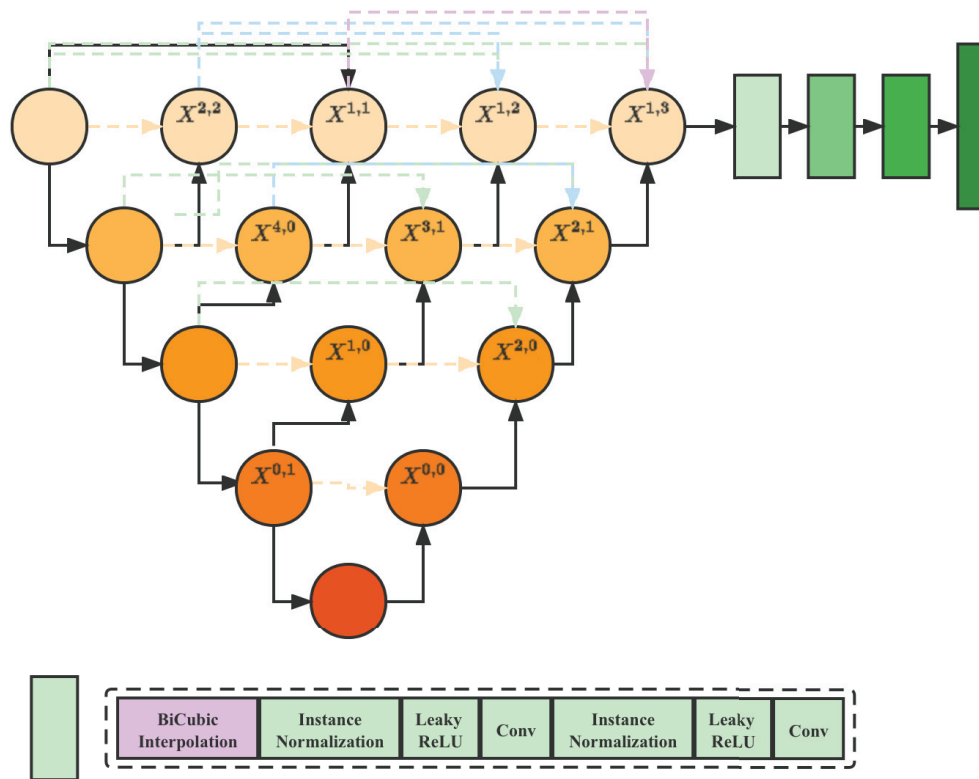 X^{2,2} X^{1,1} X^{1,2} X^{1,3}
X^{4,0} X^{3,1} X^{2,1}
X^{1,0} X^{2,0}
X^{0,1} X^{0,0}
BiCubic Interpolation
Instance Normalization
Leaky ReLU
Conv
Instance Normalization
Leaky ReLU
Conv